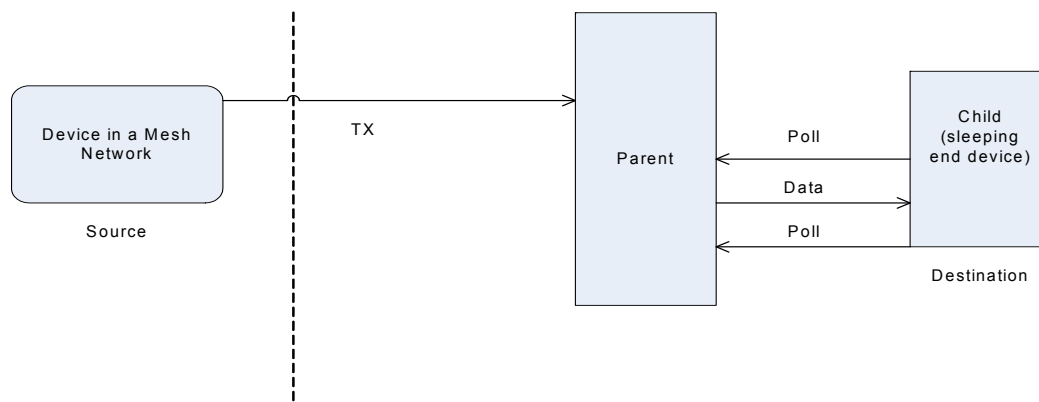 Device in a Mesh
Network
Source
TX
Parent
Poll
Data
Poll
Child
(sleeping
end device)
Destination